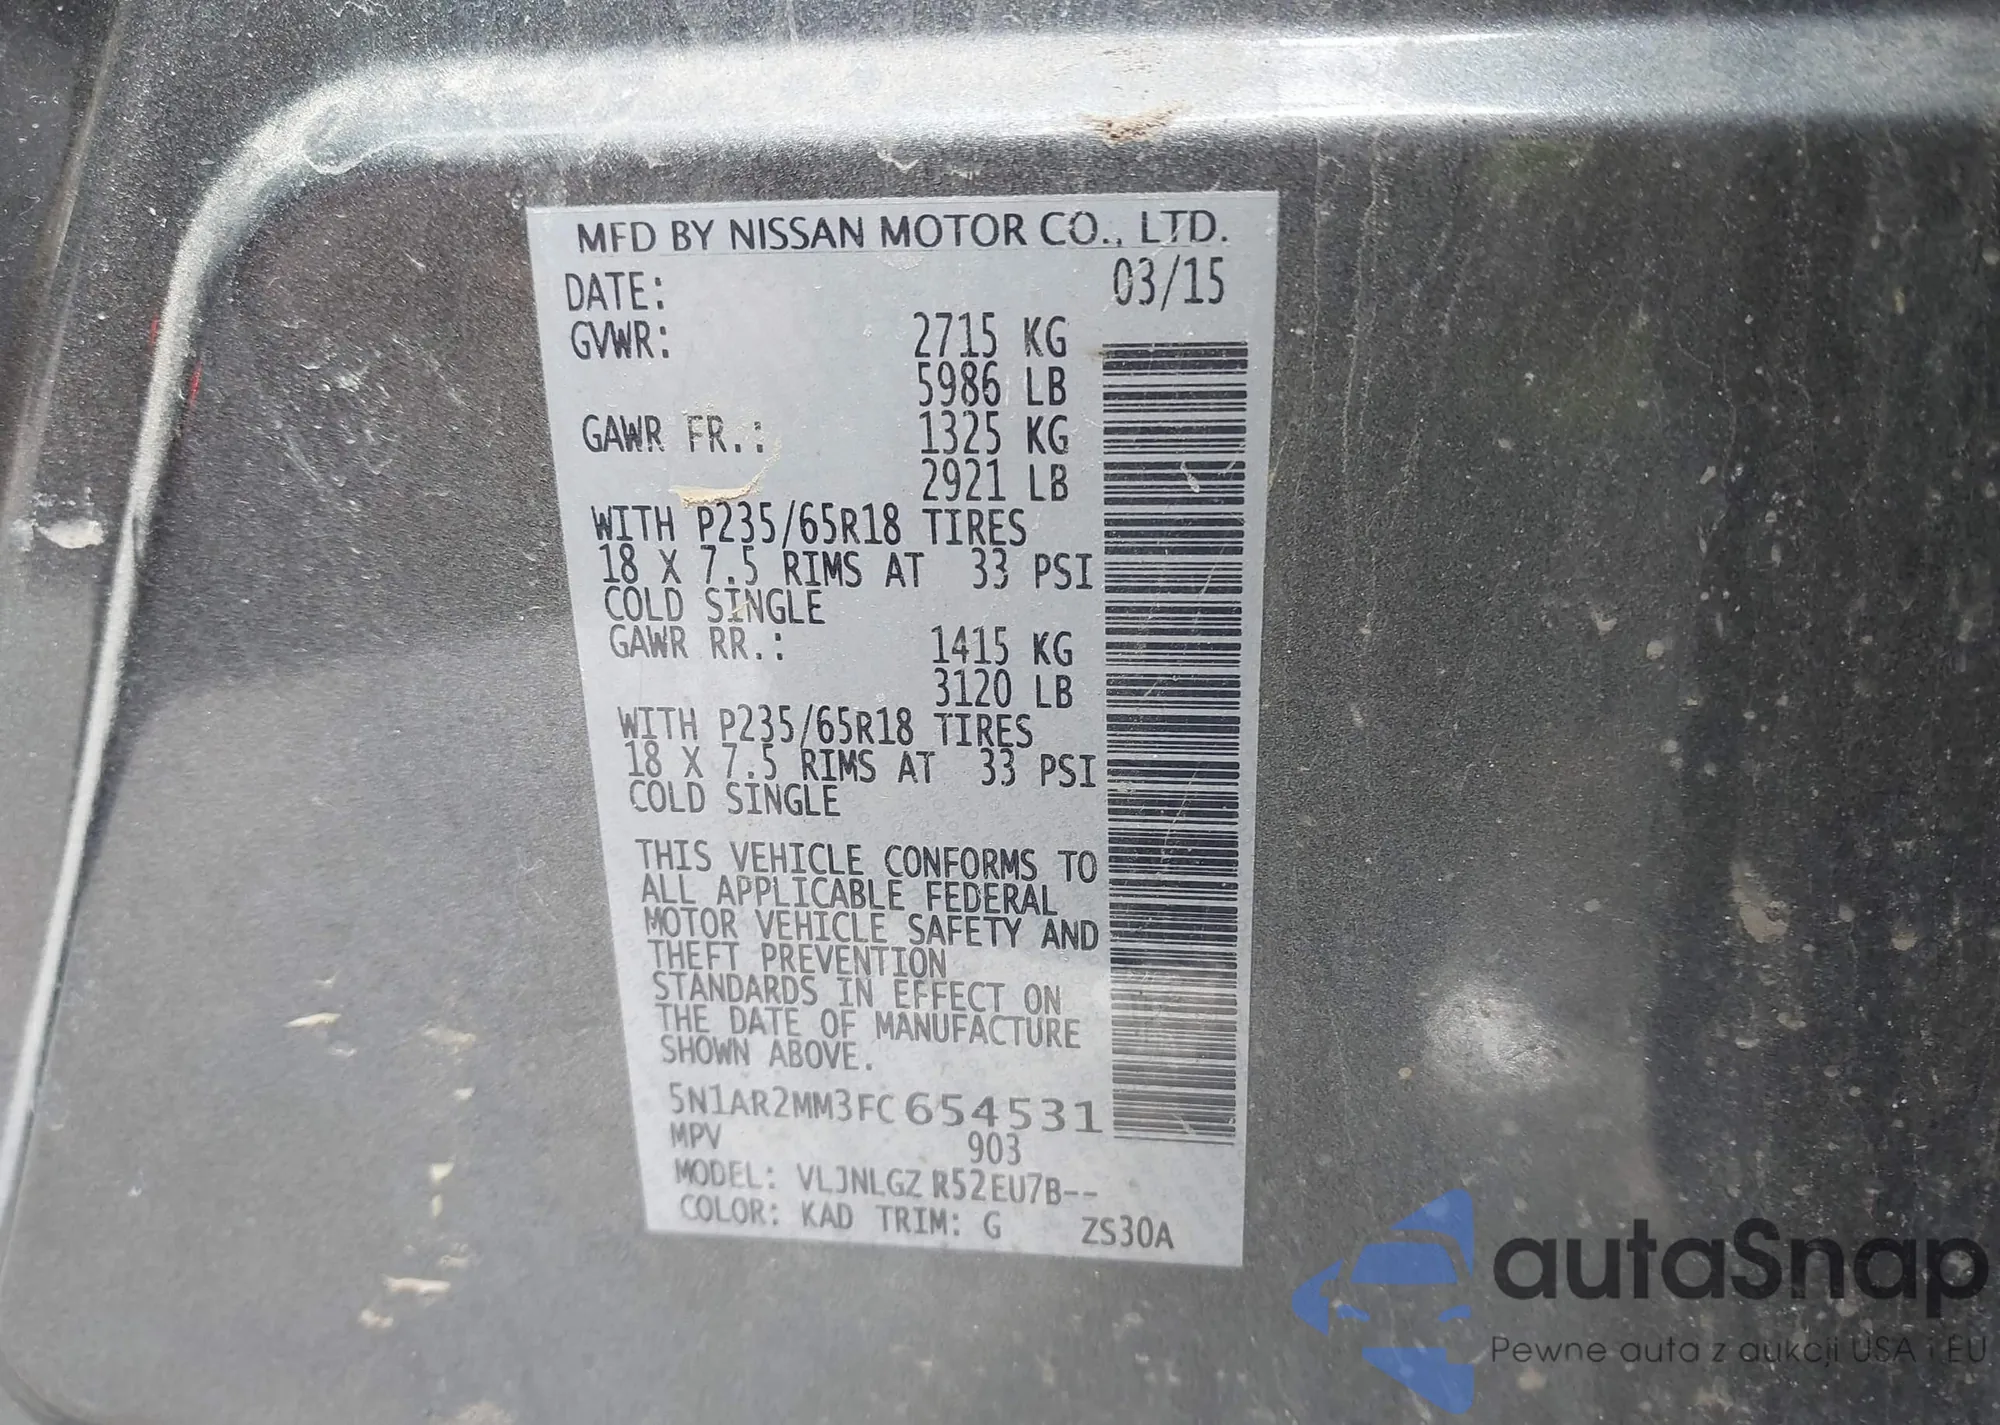 MFD BY NISSAN MOTOR CO., LTD.
DATE: 03/15
GVWR: 2715 KG
5986 LB
GAWR FR.: 1325 KG
2921 LB
WITH P235/65R18 TIRES
18 X 7.5 RIMS AT 33 PSI
COLD SINGLE
GAWR RR.: 1415 KG
3120 LB
WITH P235/65R18 TIRES
18 X 7.5 RIMS AT 33 PSI
COLD SINGLE
THIS VEHICLE CONFORMS TO
ALL APPLICABLE FEDERAL
MOTOR VEHICLE SAFETY AND
THEFT PREVENTION
STANDARDS IN EFFECT ON
THE DATE OF MANUFACTURE
SHOWN ABOVE.
5N1AR2MM3FC654531
MPV 903
MODEL: VLJNLGZ R52EU7B--
COLOR: KAD TRIM: G ZS30A
autaSnap
Pewne auta z aukcji USA i EU